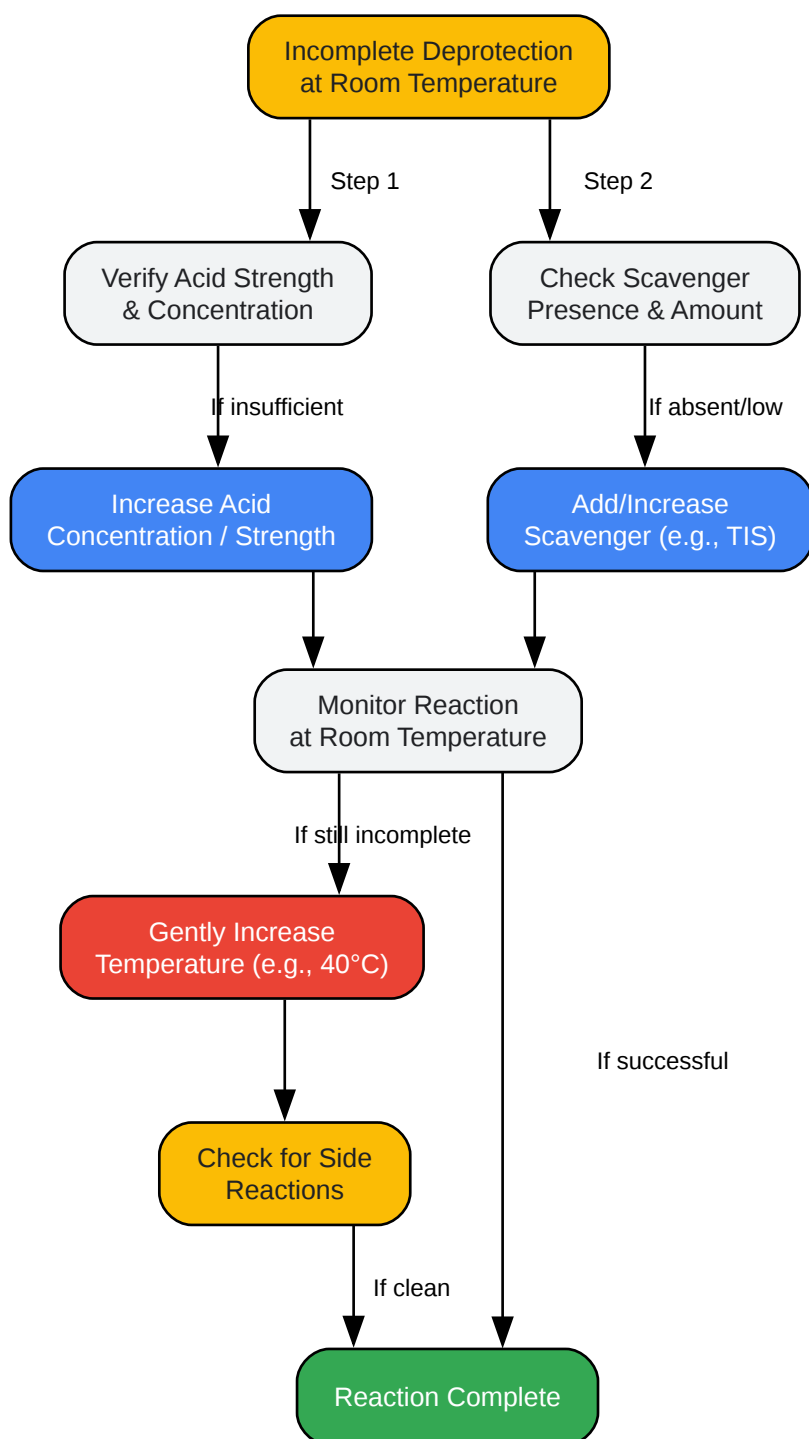 Incomplete Deprotection
at Room Temperature
Step 1
Step 2
Verify Acid Strength
& Concentration
Check Scavenger
Presence & Amount
If insufficient
If absent/low
Increase Acid
Concentration / Strength
Add/Increase
Scavenger (e.g., TIS)
Monitor Reaction
at Room Temperature
If still incomplete
Gently Increase
Temperature (e.g., 40°C)
If successful
Check for Side
Reactions
If clean
Reaction Complete